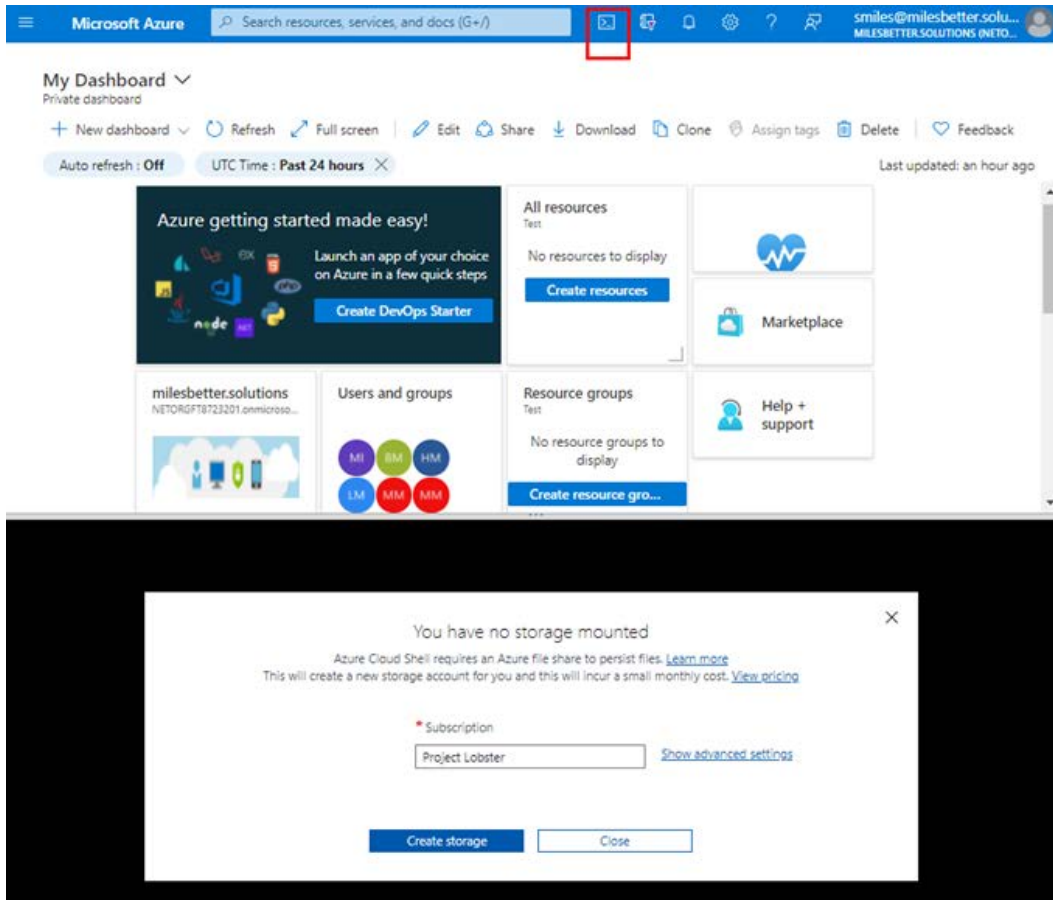 Microsoft Azure
Search resources, services, and docs (G+/)
smiles@milesbetter.solu...
MILESBETTER.SOLUTIONS (NETO...
My Dashboard
Private dashboard
New dashboard Refresh Full screen Edit Share Download Clone Assign tags Delete Feedback
Auto refresh : Off UTC Time : Past 24 hours Last updated: an hour ago
Azure getting started made easy!
Launch an app of your choice
on Azure in a few quick steps
Create DevOps Starter
ex
JS
php
node
NET
All resources
Test
No resources to display
Create resources
Marketplace
milesbetter.solutions
NETORGFT8723201.onmicroso...
Users and groups
MI BM HM
LM MM MM
Resource groups
Test
No resource groups to
display
Create resource gro...
Help +
support
You have no storage mounted
Azure Cloud Shell requires an Azure file share to persist files. Learn more
This will create a new storage account for you and this will incur a small monthly cost. View pricing
* Subscription
Project Lobster Show advanced settings
Create storage Close